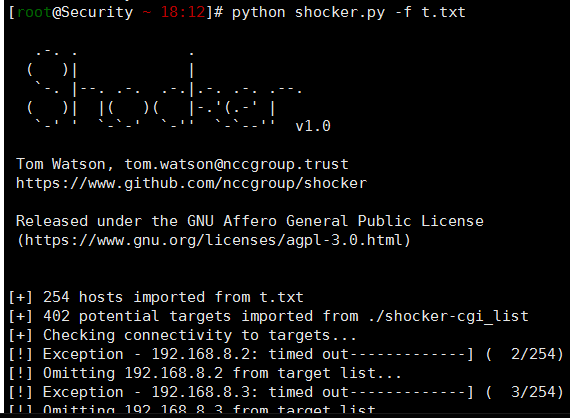 [root@Security ~ 18:12]# python shocker.py -f t.txt
   .-. .            .
  (   )|            |
   `-. |--. .-.  .-.|.-. .-. .--.
  (   )|  |(   )(   |-.'(.-' |
   `-' '  `-`-'  `-''  `-`--''  v1.0
Tom Watson, tom.watson@nccgroup.trust
https://www.github.com/nccgroup/shocker
Released under the GNU Affero General Public License
(https://www.gnu.org/licenses/agpl-3.0.html)
[+] 254 hosts imported from t.txt
[+] 402 potential targets imported from ./shocker-cgi_list
[+] Checking connectivity to targets...
[!] Exception - 192.168.8.2: timed out-------------] (  2/254)
[!] Omitting 192.168.8.2 from target list...
[!] Exception - 192.168.8.3: timed out-------------] (  3/254)
[!] Omitting 192.168.8.3 from target list